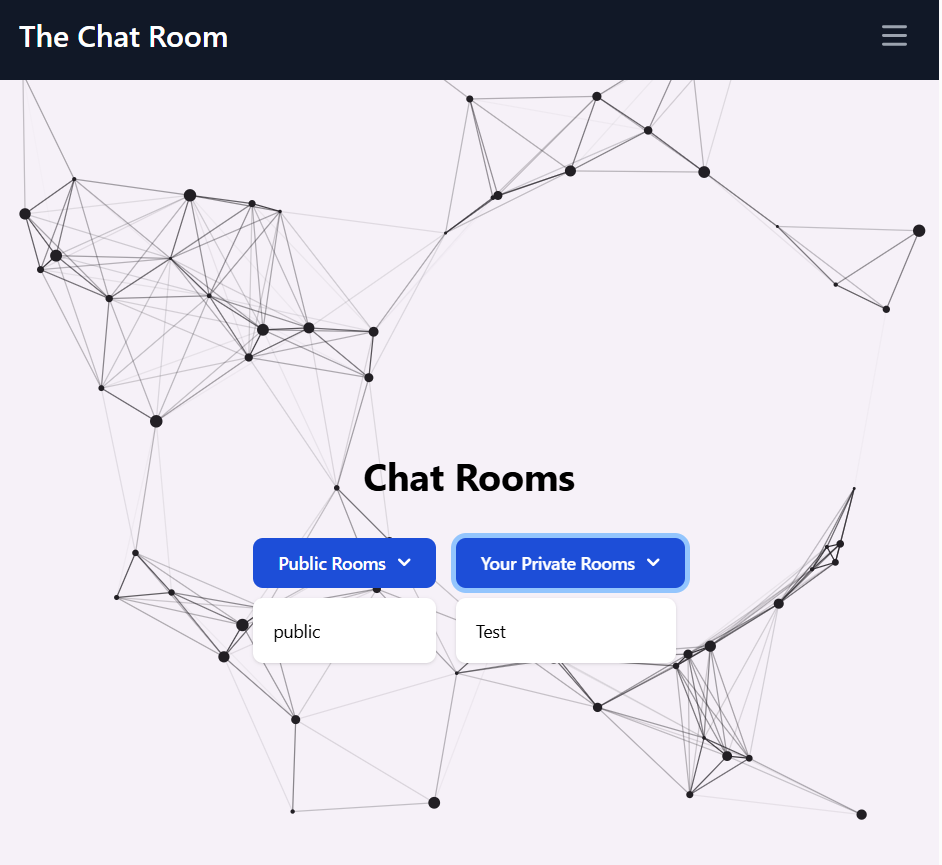 The Chat Room
Chat Rooms
Public Rooms
Your Private Rooms
public
Test